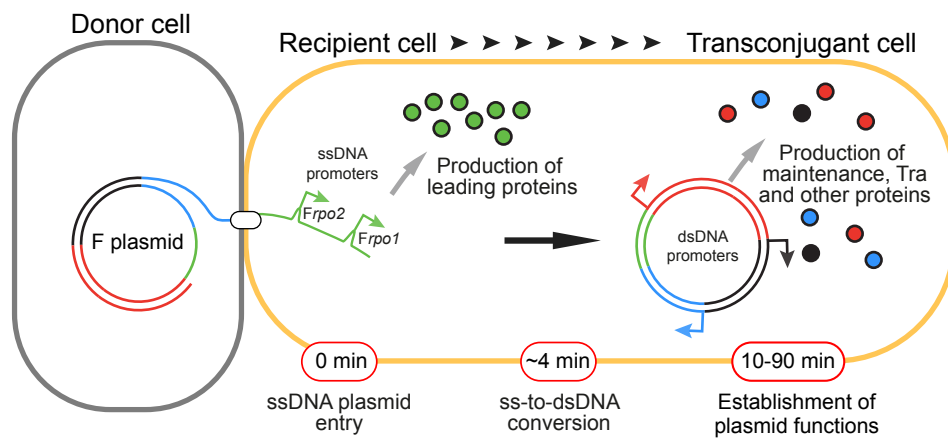 Donor cell
Recipient cell
Transconjugant cell
F plasmid
ssDNA
promoters
Frpo2
Frpo1
Production of
leading proteins
dsDNA
promoters
Production of
maintenance, Tra
and other proteins
0 min
~4 min
10-90 min
ssDNA plasmid
entry
ss-to-dsDNA
conversion
Establishment of
plasmid functions